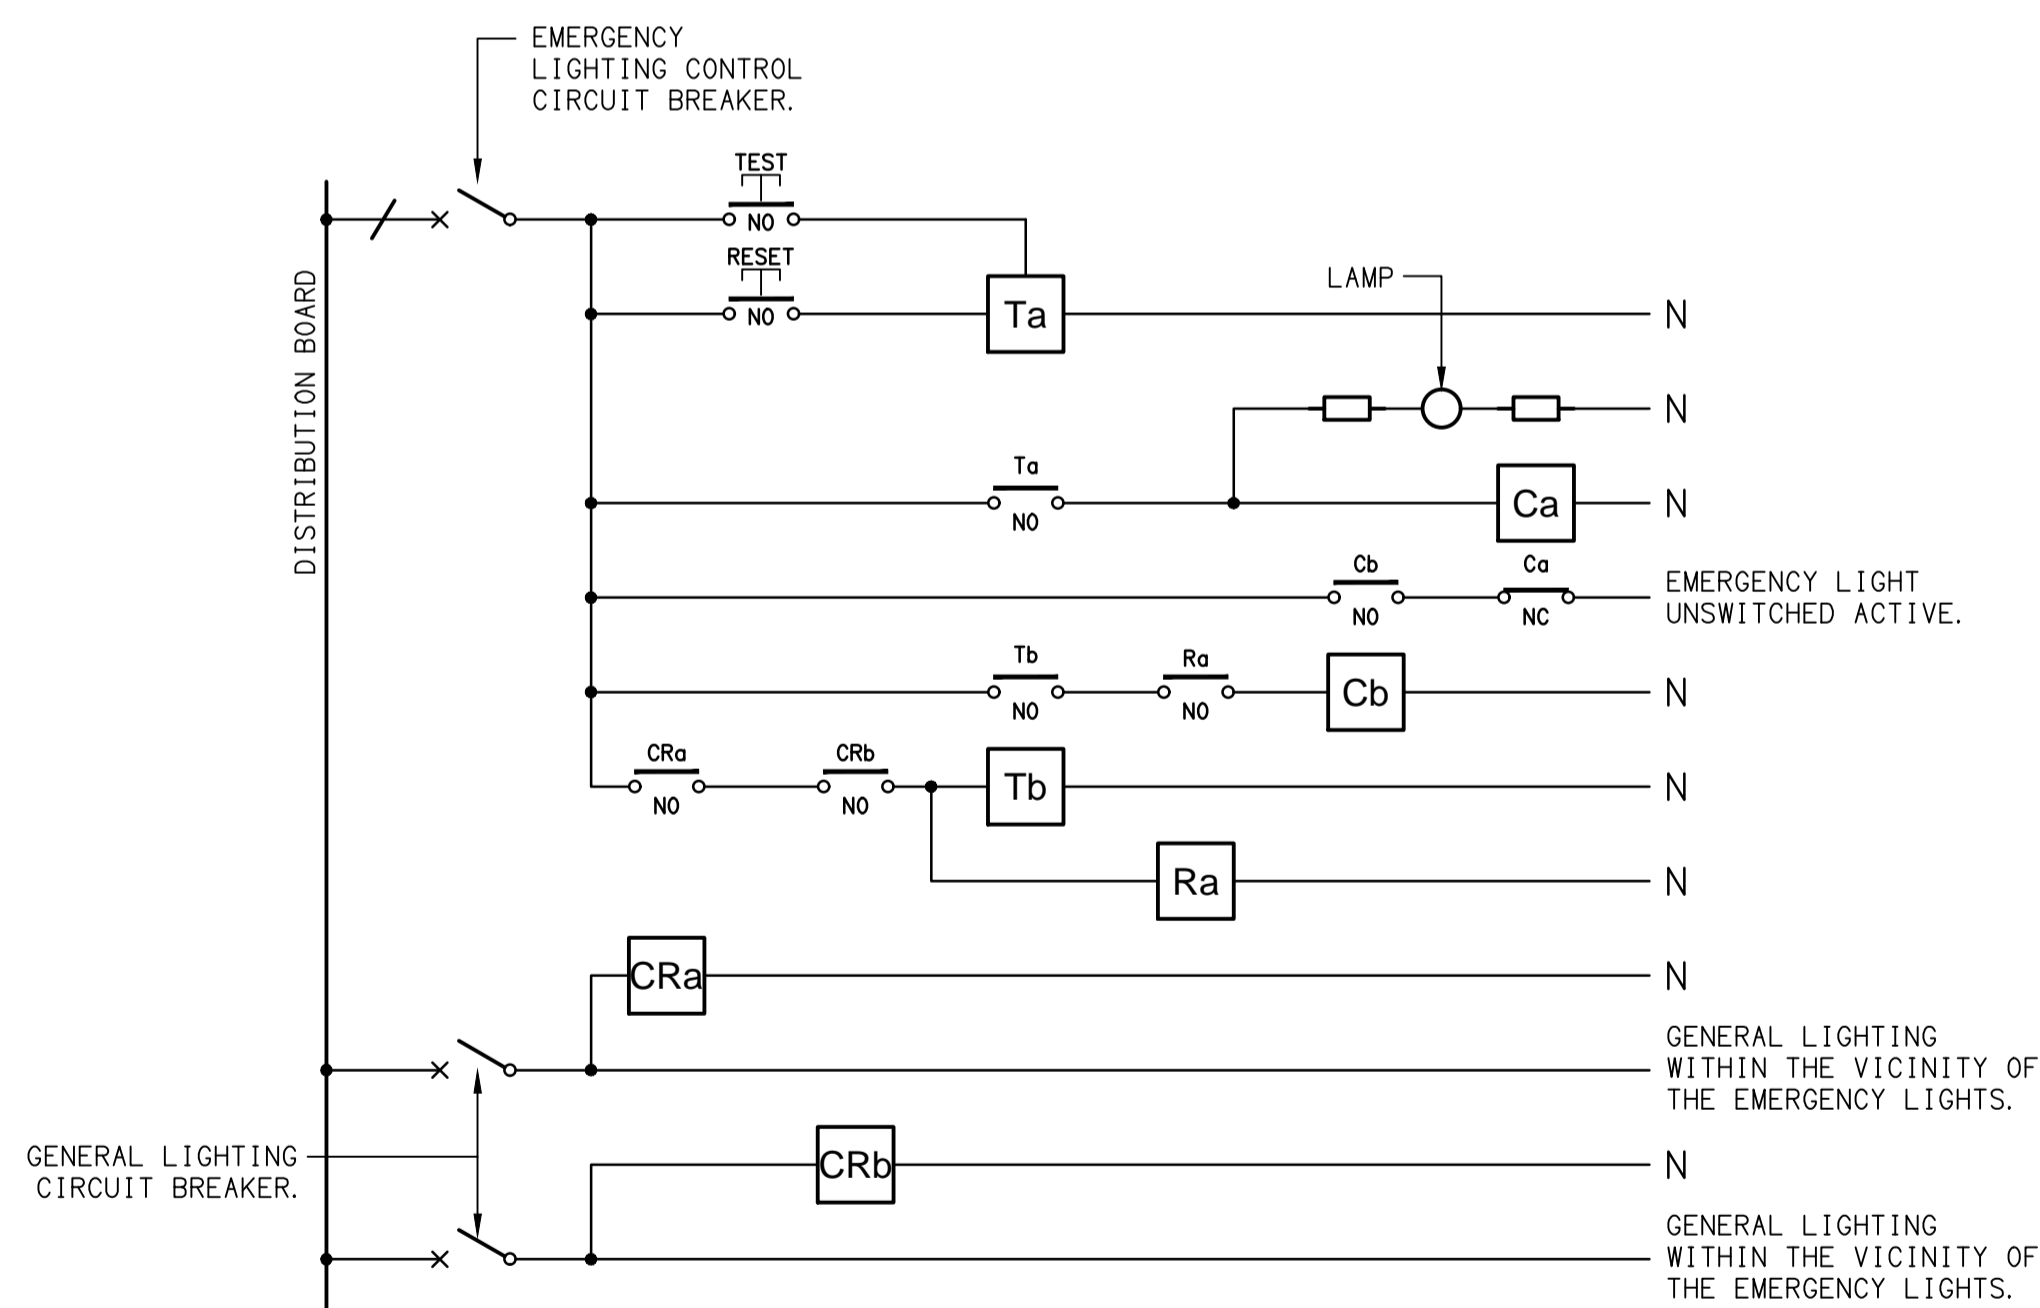 EMERGENCY
LIGHTING CONTROL
CIRCUIT BREAKER.
TEST
NO
RESET
NO
Ta
N
LAMP
N
DISTRIBUTION BOARD
Ta
NO
Ca
N
Cb
NO
Ca
NC
EMERGENCY LIGHT
UNSWITCHED ACTIVE.
Tb
NO
Ra
NO
Cb
N
CRa
NO
CRb
NO
Tb
N
Ra
N
CRa
N
GENERAL LIGHTING
WITHIN THE VICINITY OF
THE EMERGENCY LIGHTS.
GENERAL LIGHTING
CIRCUIT BREAKER.
CRb
N
GENERAL LIGHTING
WITHIN THE VICINITY OF
THE EMERGENCY LIGHTS.